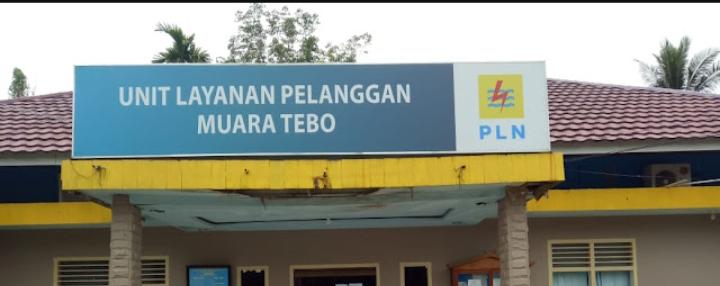 UNIT LAYANAN PELANGGAN
MUARA TEBO
PLN